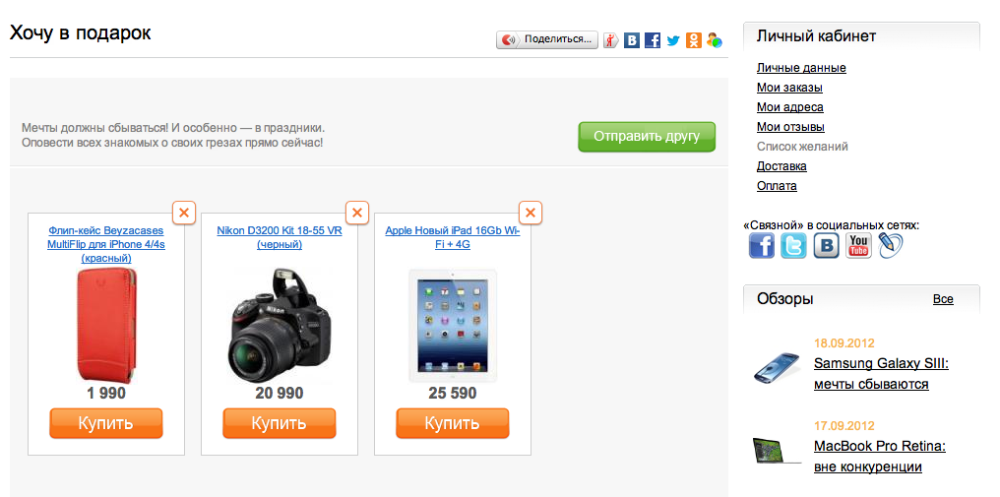 Хочу в подарок
Поделиться...
Мечты должны сбываться! И особенно — в праздники.
Оповести всех знакомых о своих грезах прямо сейчас!
Отправить другу
Флип-кейс Beyzacases
MultiFlip для iPhone 4/4s
(красный)
1 990
Купить
Nikon D3200 Kit 18-55 VR
(черный)
Nikon
20 990
Купить
Apple Новый iPad 16Gb Wi-
Fi + 4G
25 590
Купить
Личный кабинет
Личные данные
Мои заказы
Мои адреса
Мои отзывы
Список желаний
Доставка
Оплата
«Связной» в социальных сетях:
You
Tube
Обзоры
Все
18.09.2012
Samsung Galaxy SIII:
мечты сбываются
17.09.2012
MacBook Pro Retina:
вне конкуренции